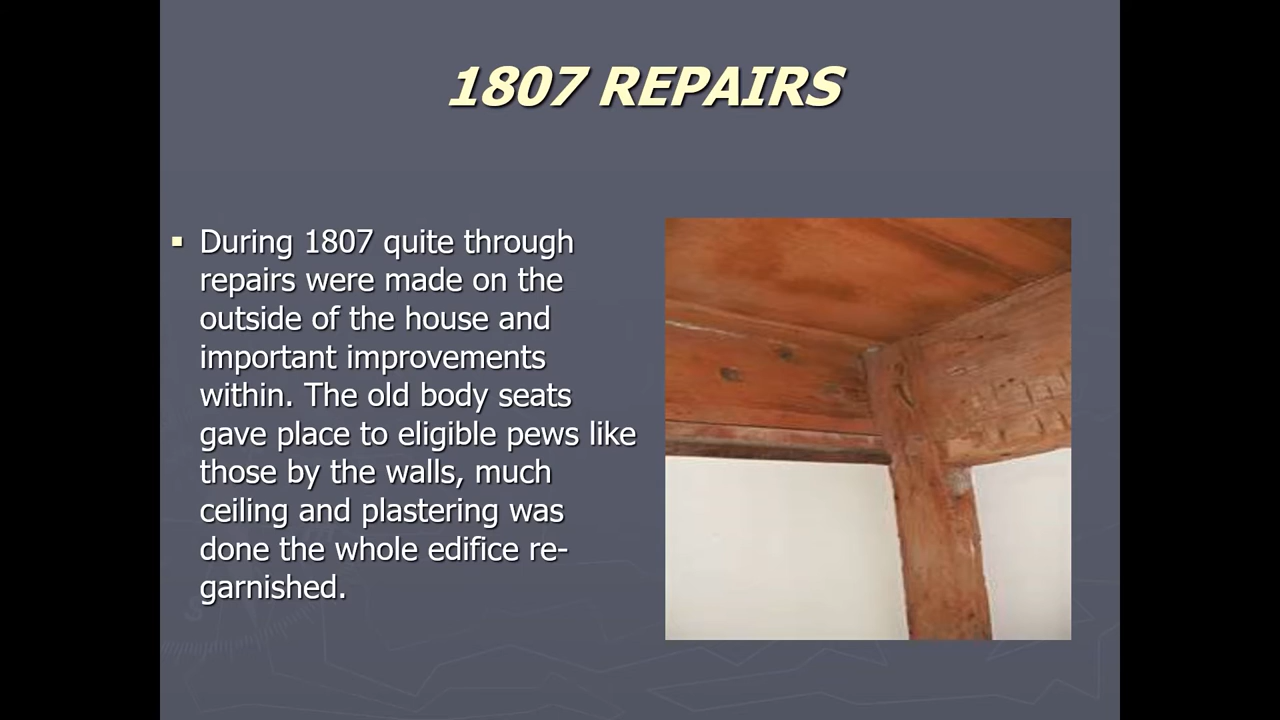 1807 REPAIRS
During 1807 quite through
repairs were made on the
outside of the house and
important improvements
within. The old body seats
gave place to eligible pews like
those by the walls, much
ceiling and plastering was
done the whole edifice re-
garnished.